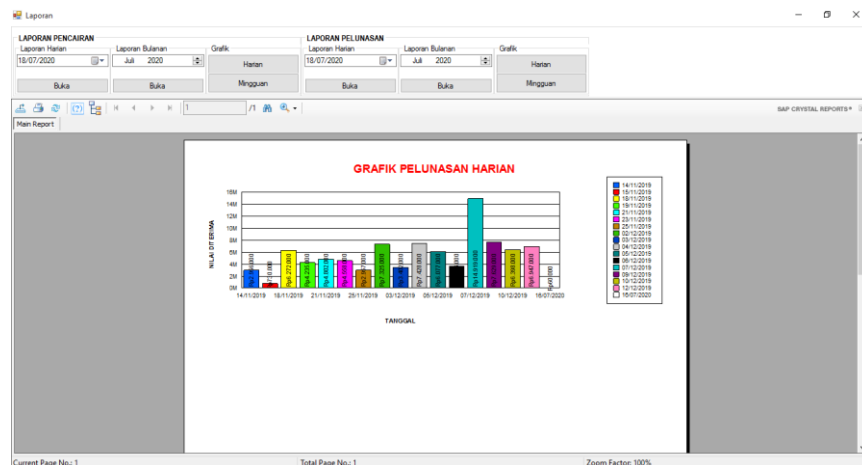 Laporan
LAPORAN PENCAIRAN
LAPORAN PELUNASAN
Laporan Harian Laporan Bulanan Grafik Laporan Harian Laporan Bulanan Grafik
18/07/2020 Juli 2020 Harian 18/07/2020 Juli 2020 Harian
Buka Buka Mingguan Buka Buka Mingguan
1 /1 SAP CRYSTAL REPORTS
Main Report
GRAFIK PELUNASAN HARIAN
16M
14M
12M
10M
8M
6M
4M
2M
0M
NILAI DITERIMA
Rp6.272.000
14/11/2019 18/11/2019 21/11/2019 25/11/2019 03/12/2019 05/12/2019 07/12/2019 10/12/2019 16/07/2020
TANGGAL
14/11/2019
15/11/2019
18/11/2019
19/11/2019
21/11/2019
23/11/2019
25/11/2019
02/12/2019
03/12/2019
04/12/2019
05/12/2019
06/12/2019
07/12/2019
09/12/2019
10/12/2019
12/12/2019
16/07/2020
Current Page No.: 1 Total Page No.: 1 Zoom Factor: 100%